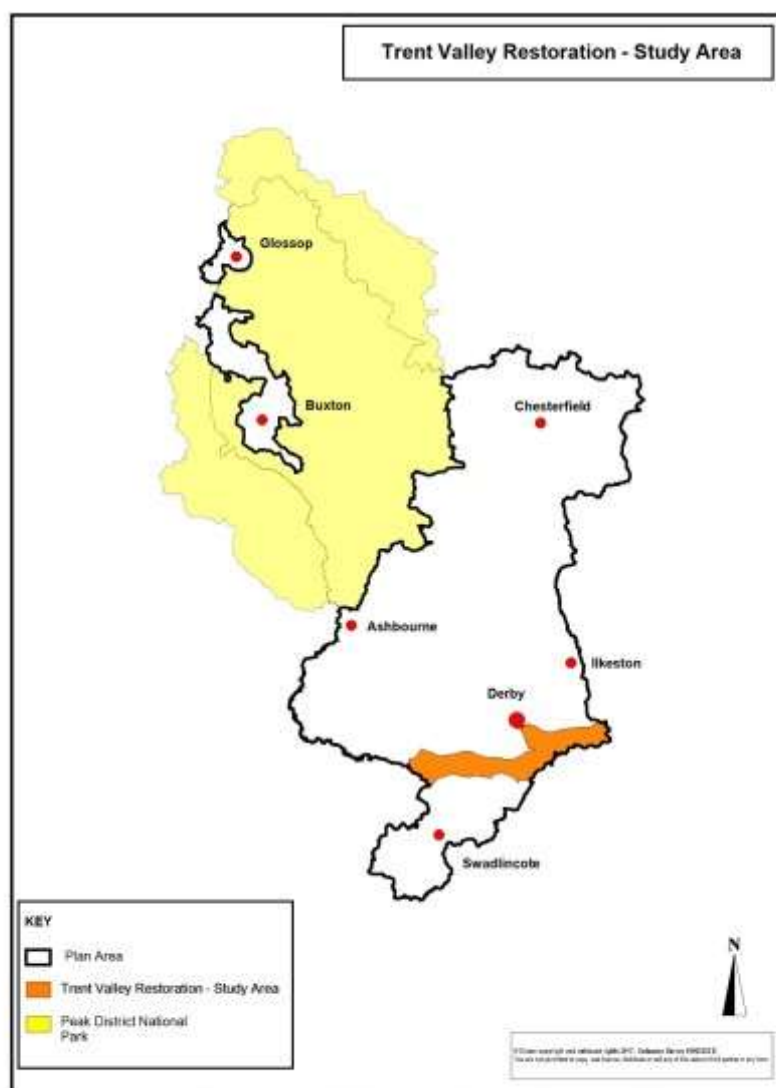 Trent Valley Restoration - Study Area
Glossop
Buxton
Chesterfield
Ashbourne
Ilkeston
Derby
Swadlincote
KEY
Plan Area
Trent Valley Restoration - Study Area
Peak District National
Park
N